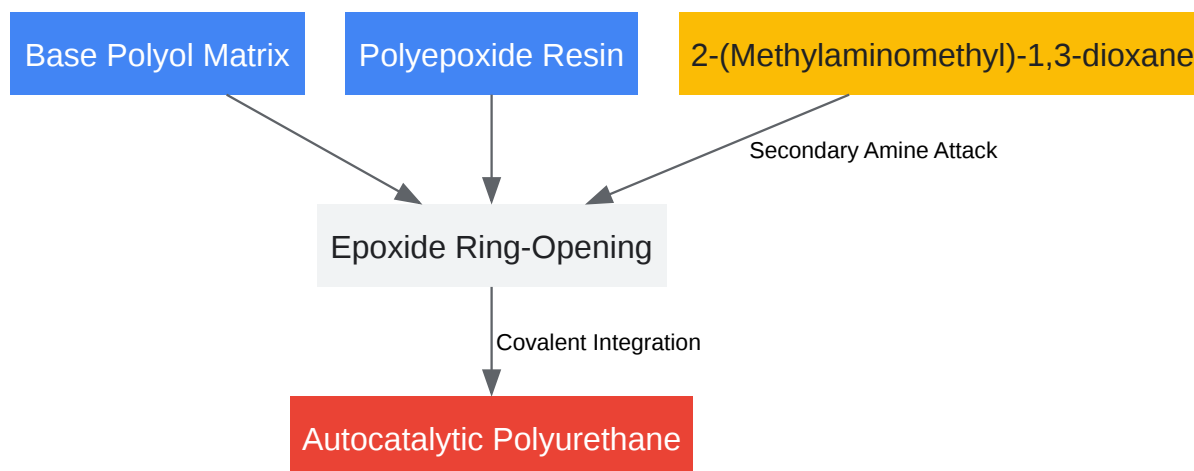 Base Polyol Matrix
Polyepoxide Resin
2-(Methylaminomethyl)-1,3-dioxane
Secondary Amine Attack
Epoxide Ring-Opening
Covalent Integration
Autocatalytic Polyurethane